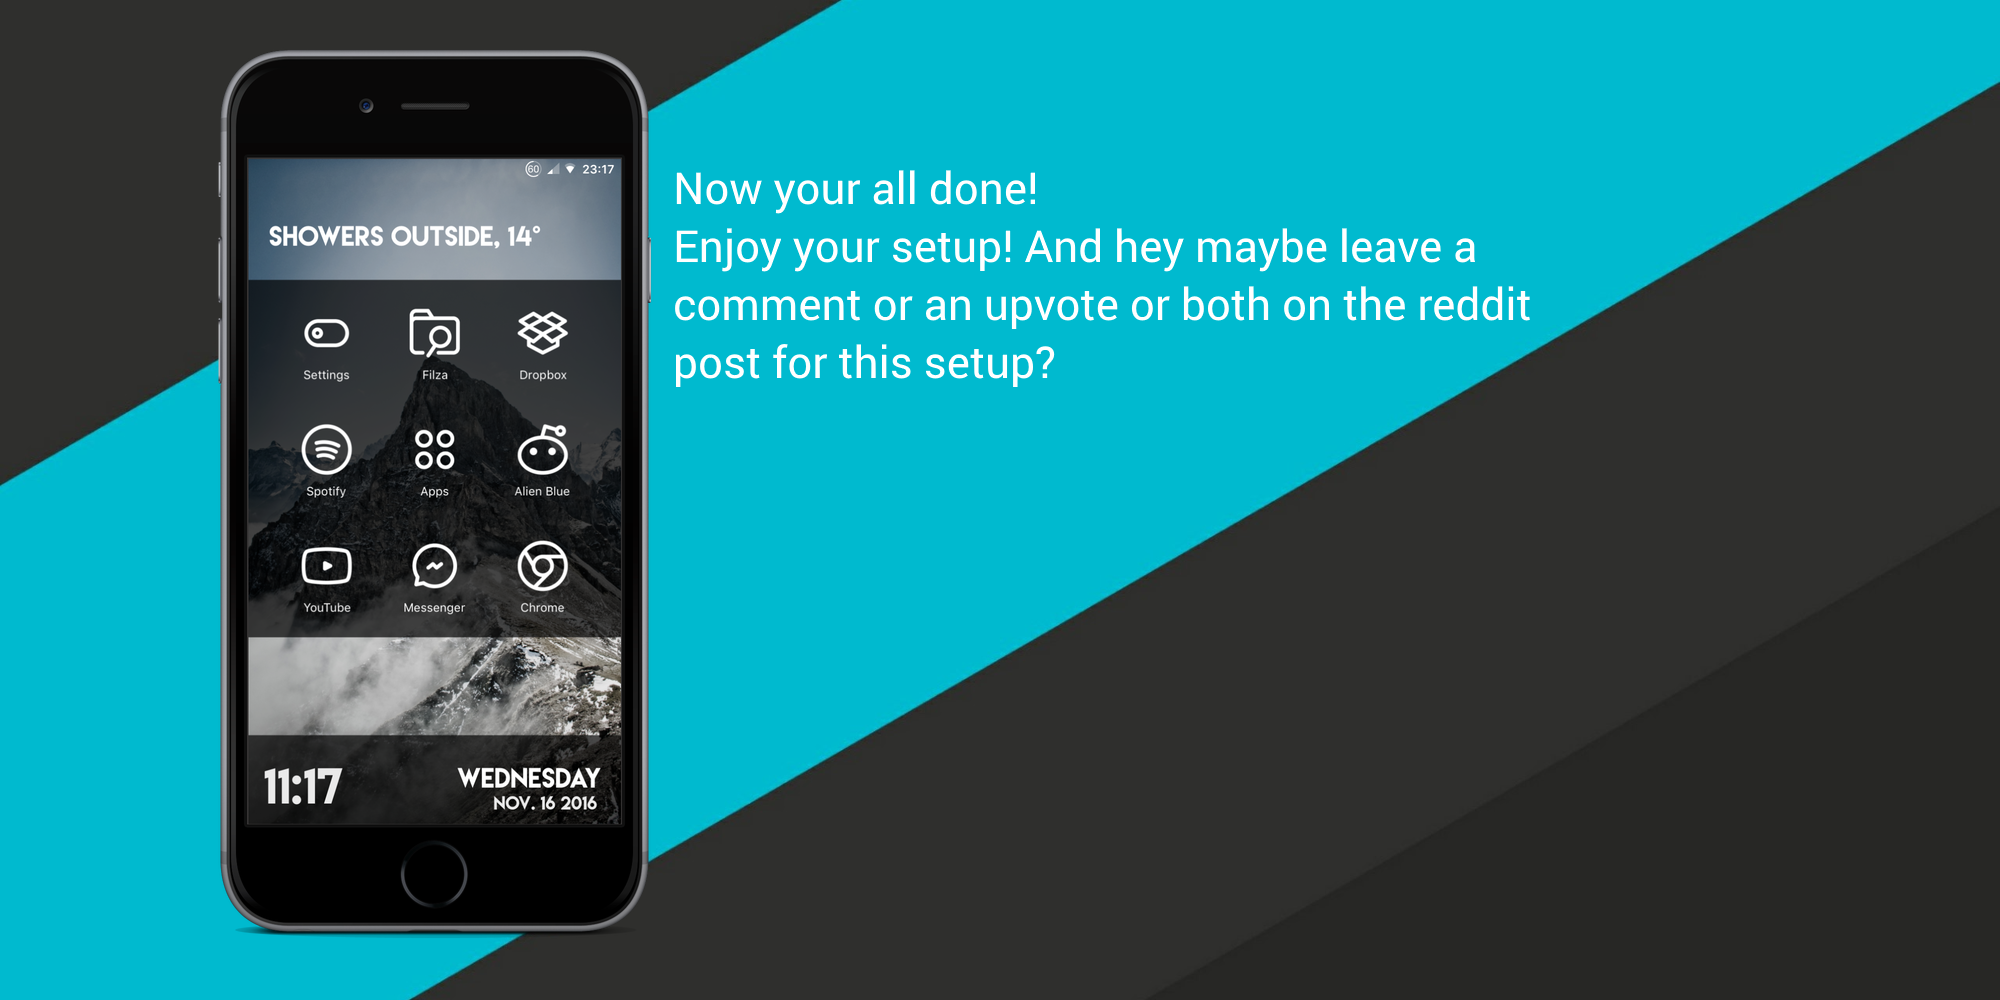 60 23:17
SHOWERS OUTSIDE, 14°
Settings Filza Dropbox
Spotify Apps Alien Blue
YouTube Messenger Chrome
11:17
WEDNESDAY
NOV. 16 2016
Now your all done!
Enjoy your setup! And hey maybe leave a
comment or an upvote or both on the reddit
post for this setup?